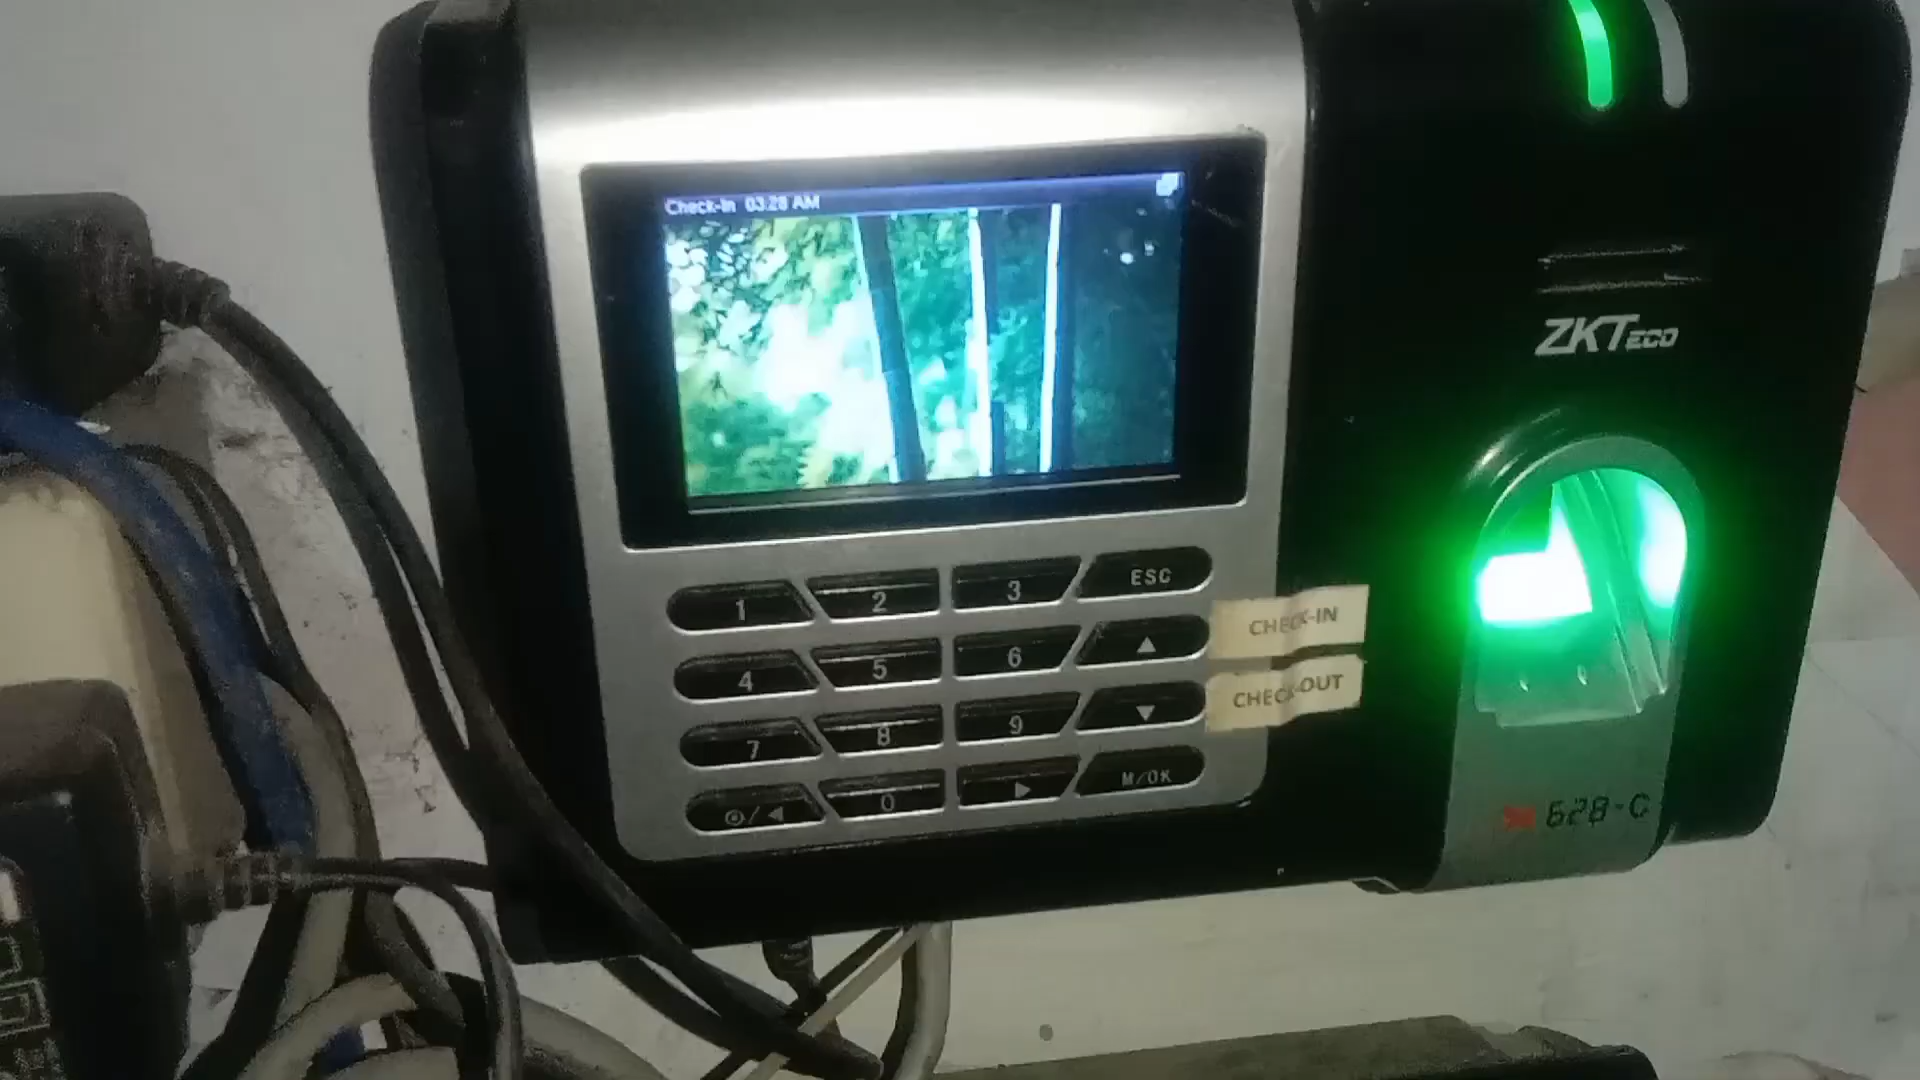 Check-In 03:28 AM
ZKTECO
1 2 3 ESC
4 5 6 ▲
7 8 9 ▼
◀ 0 ▶ M/OK
CHECK-IN
CHECK-OUT
628-C